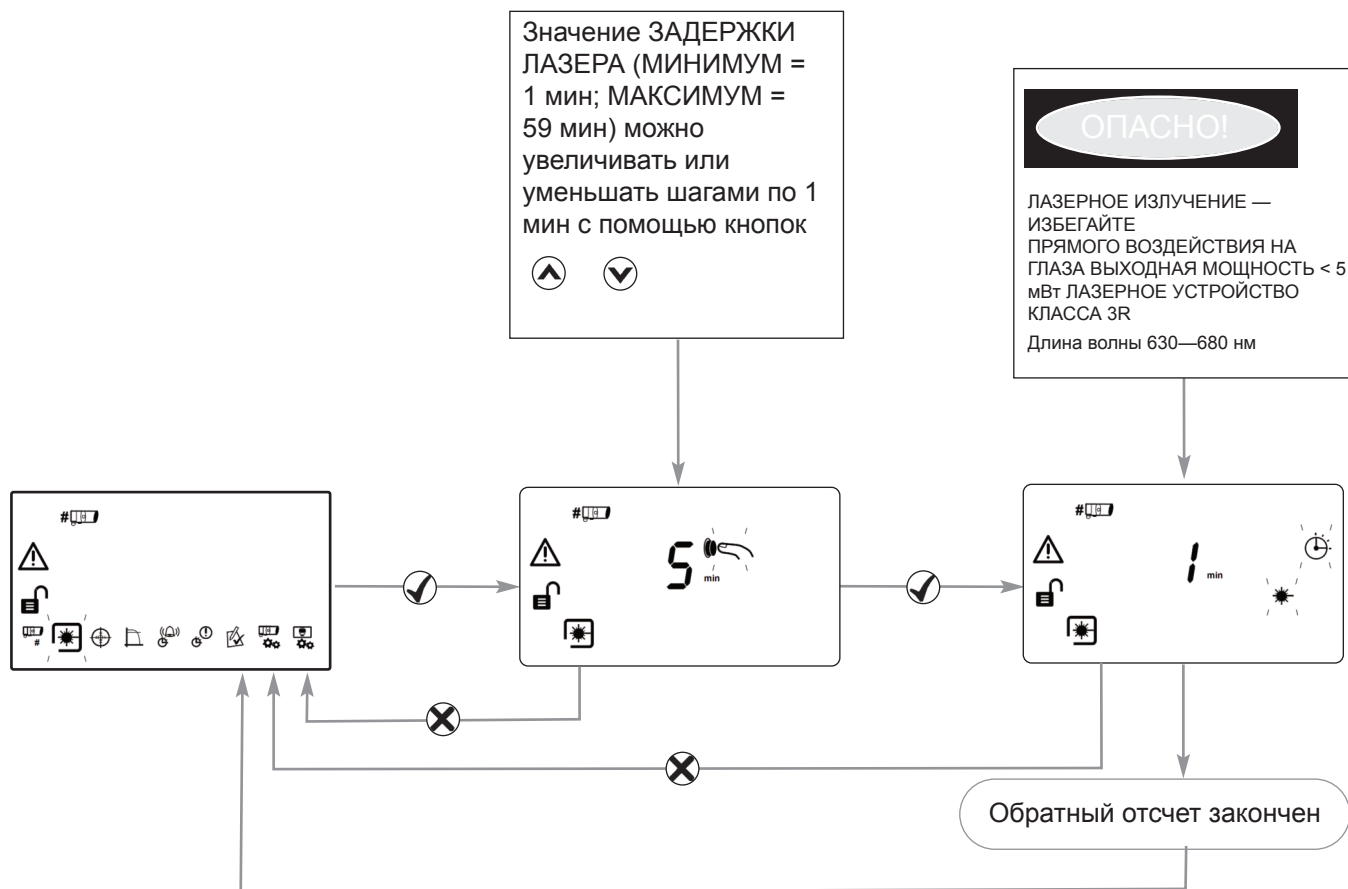 Значение ЗАДЕРЖКИ
ЛАЗЕРА (МИНИМУМ =
1 мин; МАКСИМУМ =
59 мин) можно
увеличивать или
уменьшать шагами по 1
мин с помощью кнопок
ОПАСНО!
ЛАЗЕРНОЕ ИЗЛУЧЕНИЕ —
ИЗБЕГАЙТЕ
ПРЯМОГО ВОЗДЕЙСТВИЯ НА
ГЛАЗА ВЫХОДНАЯ МОЩНОСТЬ < 5
мВт ЛАЗЕРНОЕ УСТРОЙСТВО
КЛАССА 3R
Длина волны 630—680 нм
#
#
#
5 min
1 min
#
Обратный отсчет закончен